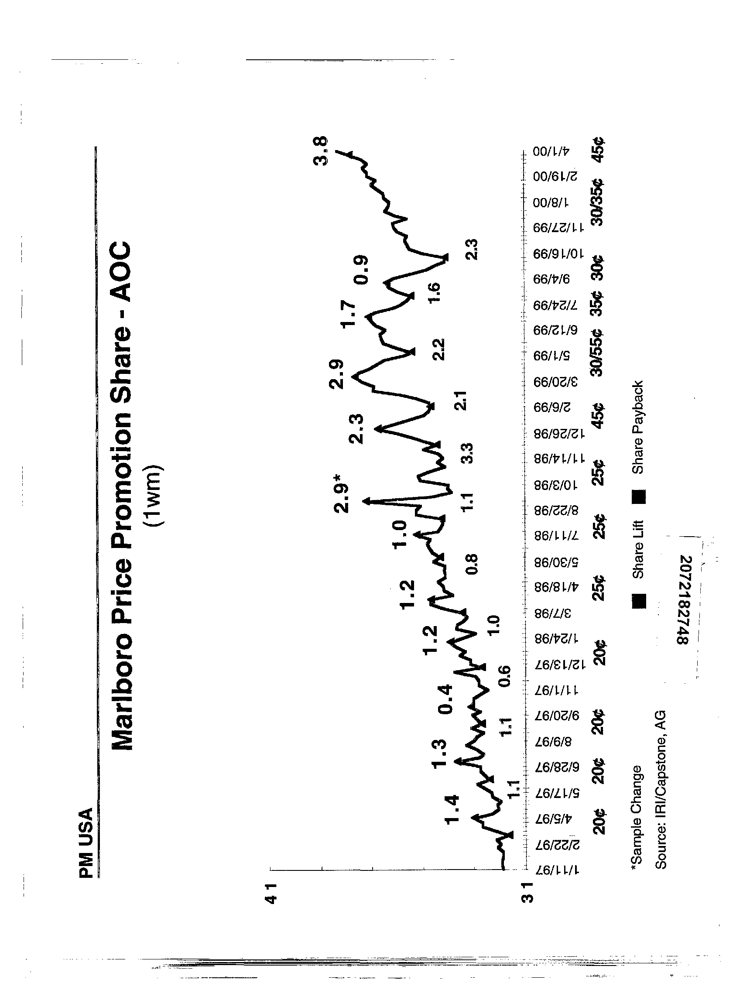 PM USA
Marlboro Price Promotion Share - AOC
(1wm)
41
31
1.4
1.3
0.4
1.2
1.2
1.0
2.9*
2.3
2.9
1.7
0.9
3.8
1.1
1.1
0.6
1.0
0.8
1.1
3.3
2.1
2.2
1.6
2.3
1/11/97 2/22/97 4/5/97 5/17/97 6/28/97 8/9/97 9/20/97 11/1/97 12/13/97 1/24/98 3/7/98 4/18/98 5/30/98 7/11/98 8/22/98 10/3/98 11/14/98 12/26/98 2/6/99 3/20/99 5/1/99 6/12/99 7/24/99 9/4/99 10/16/99 11/27/99 1/8/00 2/19/00 4/1/00
20¢ 20¢ 20¢ 20¢ 25¢ 25¢ 25¢ 45¢ 30/55¢ 35¢ 30¢ 30/35¢ 45¢
*Sample Change
Share Lift
Share Payback
Source: IRI/Capstone, AG
2072182748